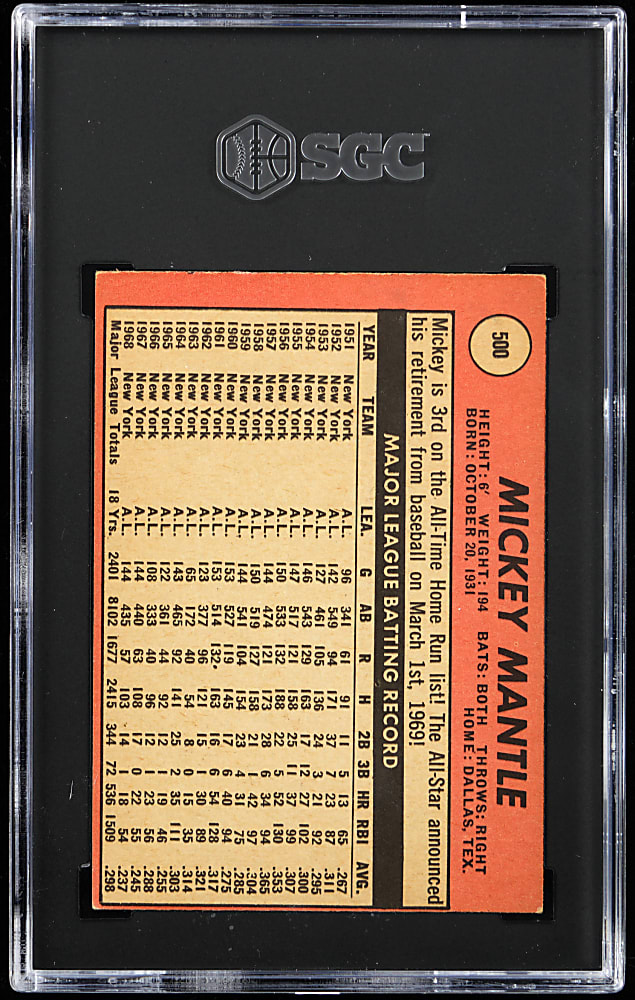 SGC
500
MICKEY MANTLE
HEIGHT: 6' WEIGHT: 194 BATS: BOTH THROWS: RIGHT
BORN: OCTOBER 20, 1931 HOME: DALLAS, TEX.
Mickey is 3rd on the All-Time Home Run list! The All-Star announced
his retirement from baseball on March 1st, 1969!
MAJOR LEAGUE BATTING RECORD
YEAR TEAM LEA. G AB R H 2B 3B HR RBI AVG.
1951 New York A.L. 96 341 61 91 11 5 13 65 .267
1952 New York A.L. 142 549 94 171 37 7 23 87 .311
1953 New York A.L. 127 461 105 136 24 3 21 92 .295
1954 New York A.L. 146 543 129 163 17 12 27 102 .300
1955 New York A.L. 147 517 121 158 25 11 37 99 .307
1956 New York A.L. 150 533 132 188 22 5 52 130 .353
1957 New York A.L. 144 474 121 173 28 6 34 94 .365
1958 New York A.L. 150 519 127 158 21 1 42 97 .304
1959 New York A.L. 144 541 104 154 23 4 31 75 .285
1960 New York A.L. 153 527 119 145 17 6 40 94 .275
1961 New York A.L. 153 514 132 163 16 6 54 128 .317
1962 New York A.L. 123 377 96 121 15 1 30 89 .321
1963 New York A.L. 65 172 40 54 8 0 15 35 .314
1964 New York A.L. 143 465 92 141 25 2 35 111 .303
1965 New York A.L. 122 361 44 92 12 1 19 46 .255
1966 New York A.L. 108 333 40 96 12 1 23 56 .288
1967 New York A.L. 144 440 63 108 17 0 22 55 .245
1968 New York A.L. 144 435 57 103 14 1 18 54 .237
Major League Totals 18 Yrs. 2401 8102 1677 2415 344 72 536 1509 .298